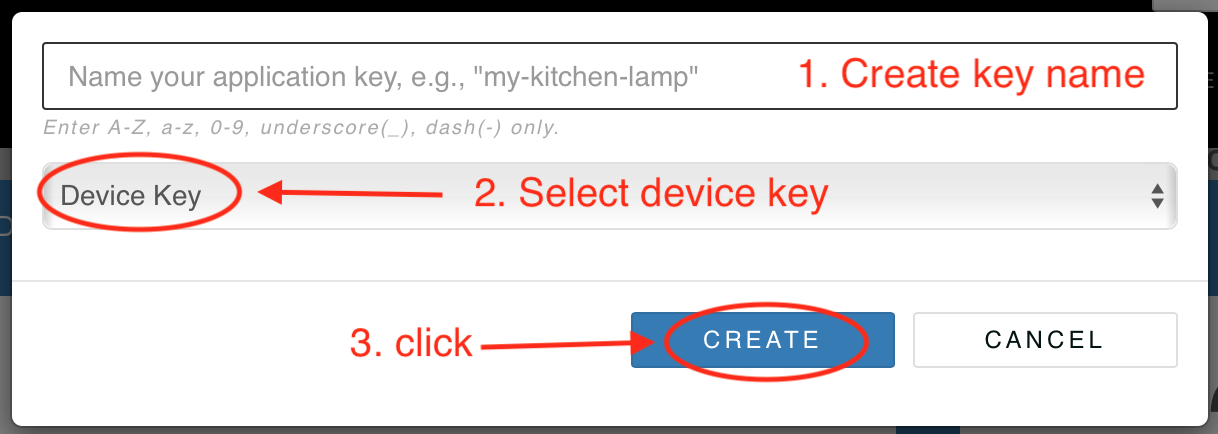 Name your application key, e.g., "my-kitchen-lamp"
1. Create key name
Enter A-Z, a-z, 0-9, underscore(_), dash(-) only.
Device Key
2. Select device key
3. click
CREATE
CANCEL